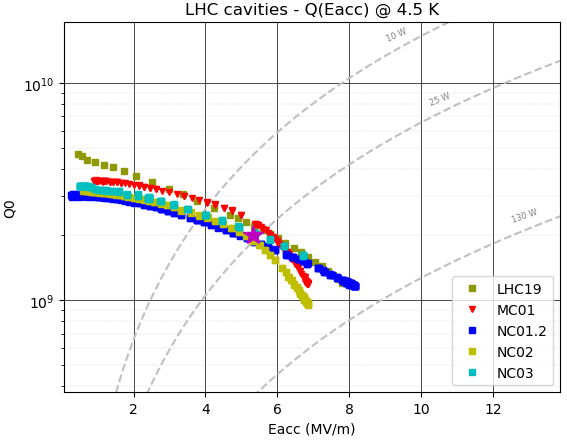 LHC cavities - Q(Eacc) @ 4.5 K
10 W
25 W
130 W
10¹⁰
10⁹
Q0
LHC19
MC01
NC01.2
NC02
NC03
2 4 6 8 10 12
Eacc (MV/m)